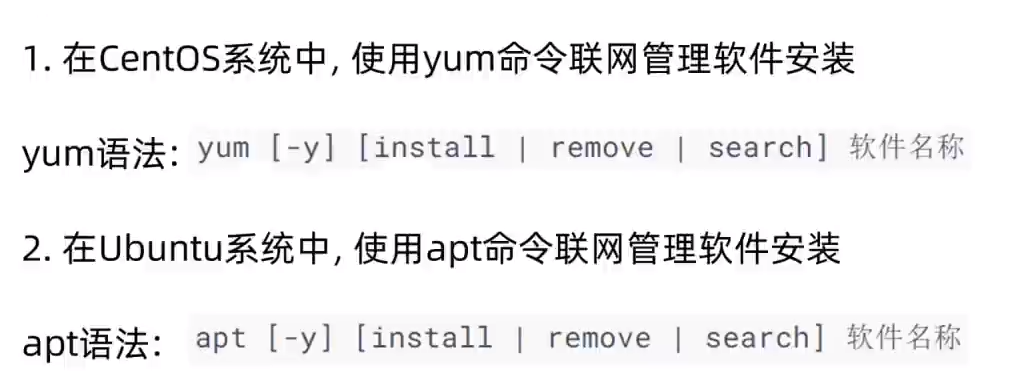 1. 在CentOS系统中, 使用yum命令联网管理软件安装
yum语法: yum [-y] [install | remove | search] 软件名称
2. 在Ubuntu系统中, 使用apt命令联网管理软件安装
apt语法: apt [-y] [install | remove | search] 软件名称